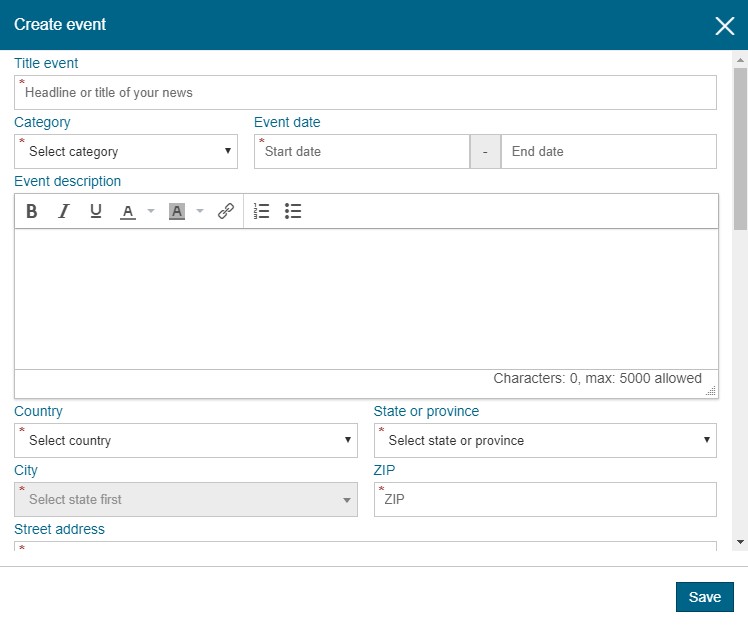 Create event
Title event
* Headline or title of your news
Category Event date
* Select category * Start date - End date
Event description
B I U A A
Characters: 0, max: 5000 allowed
Country State or province
* Select country * Select state or province
City ZIP
* Select state first * ZIP
Street address
*
Save